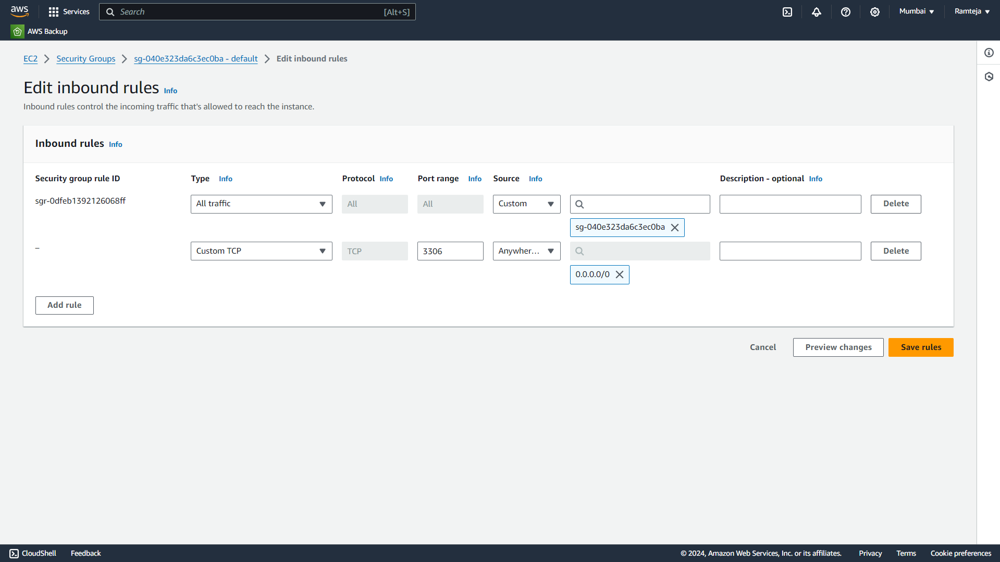 aws Services Search [Alt+S] Mumbai Ramteja
AWS Backup
EC2 Security Groups sg-040e323da6c3ec0ba - default Edit inbound rules
Edit inbound rules Info
Inbound rules control the incoming traffic that's allowed to reach the instance.
Inbound rules Info
Security group rule ID Type Info Protocol Info Port range Info Source Info Description - optional Info
sgr-0dfeb1392126068ff All traffic All All Custom Delete
sg-040e323da6c3ec0ba
– Custom TCP TCP 3306 Anywher... Delete
0.0.0.0/0
Add rule
Cancel Preview changes Save rules
CloudShell Feedback © 2024, Amazon Web Services, Inc. or its affiliates. Privacy Terms Cookie preferences